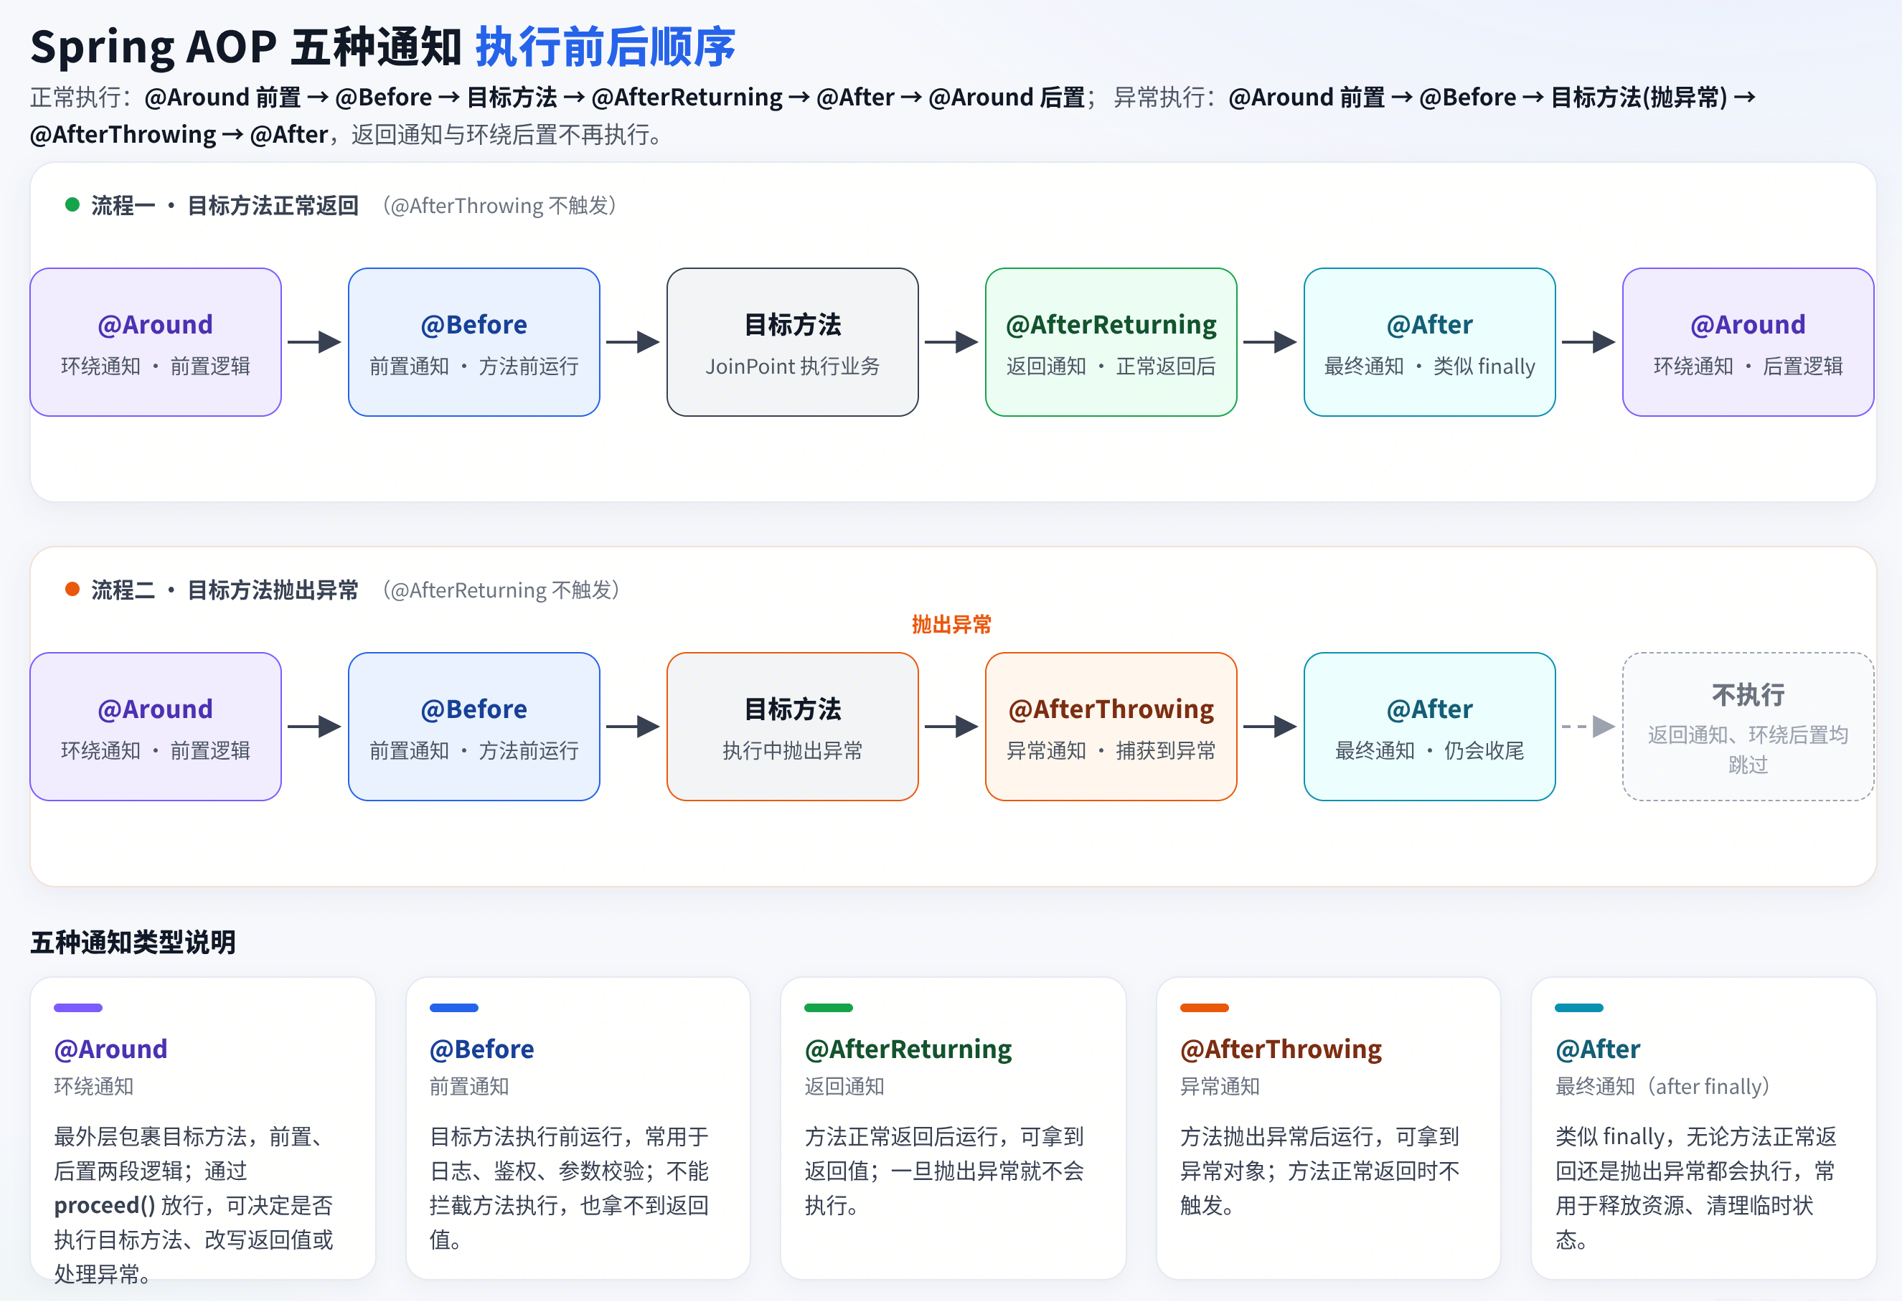 Spring AOP 五种通知 执行前后顺序
正常执行：@Around 前置 → @Before → 目标方法 → @AfterReturning → @After → @Around 后置； 异常执行：@Around 前置 → @Before → 目标方法(抛异常) →
@AfterThrowing → @After，返回通知与环绕后置不再执行。
流程一 · 目标方法正常返回 （@AfterThrowing 不触发）
@Around
环绕通知 · 前置逻辑
@Before
前置通知 · 方法前运行
目标方法
JoinPoint 执行业务
@AfterReturning
返回通知 · 正常返回后
@After
最终通知 · 类似 finally
@Around
环绕通知 · 后置逻辑
流程二 · 目标方法抛出异常 （@AfterReturning 不触发）
抛出异常
@Around
环绕通知 · 前置逻辑
@Before
前置通知 · 方法前运行
目标方法
执行中抛出异常
@AfterThrowing
异常通知 · 捕获到异常
@After
最终通知 · 仍会收尾
不执行
返回通知、环绕后置均
跳过
五种通知类型说明
@Around
环绕通知
最外层包裹目标方法，前置、
后置两段逻辑；通过
proceed() 放行，可决定是否
执行目标方法、改写返回值或
处理异常。
@Before
前置通知
目标方法执行前运行，常用于
日志、鉴权、参数校验；不能
拦截方法执行，也拿不到返回
值。
@AfterReturning
返回通知
方法正常返回后运行，可拿到
返回值；一旦抛出异常就不会
执行。
@AfterThrowing
异常通知
方法抛出异常后运行，可拿到
异常对象；方法正常返回时不
触发。
@After
最终通知（after finally）
类似 finally，无论方法正常返
回还是抛出异常都会执行，常
用于释放资源、清理临时状
态。